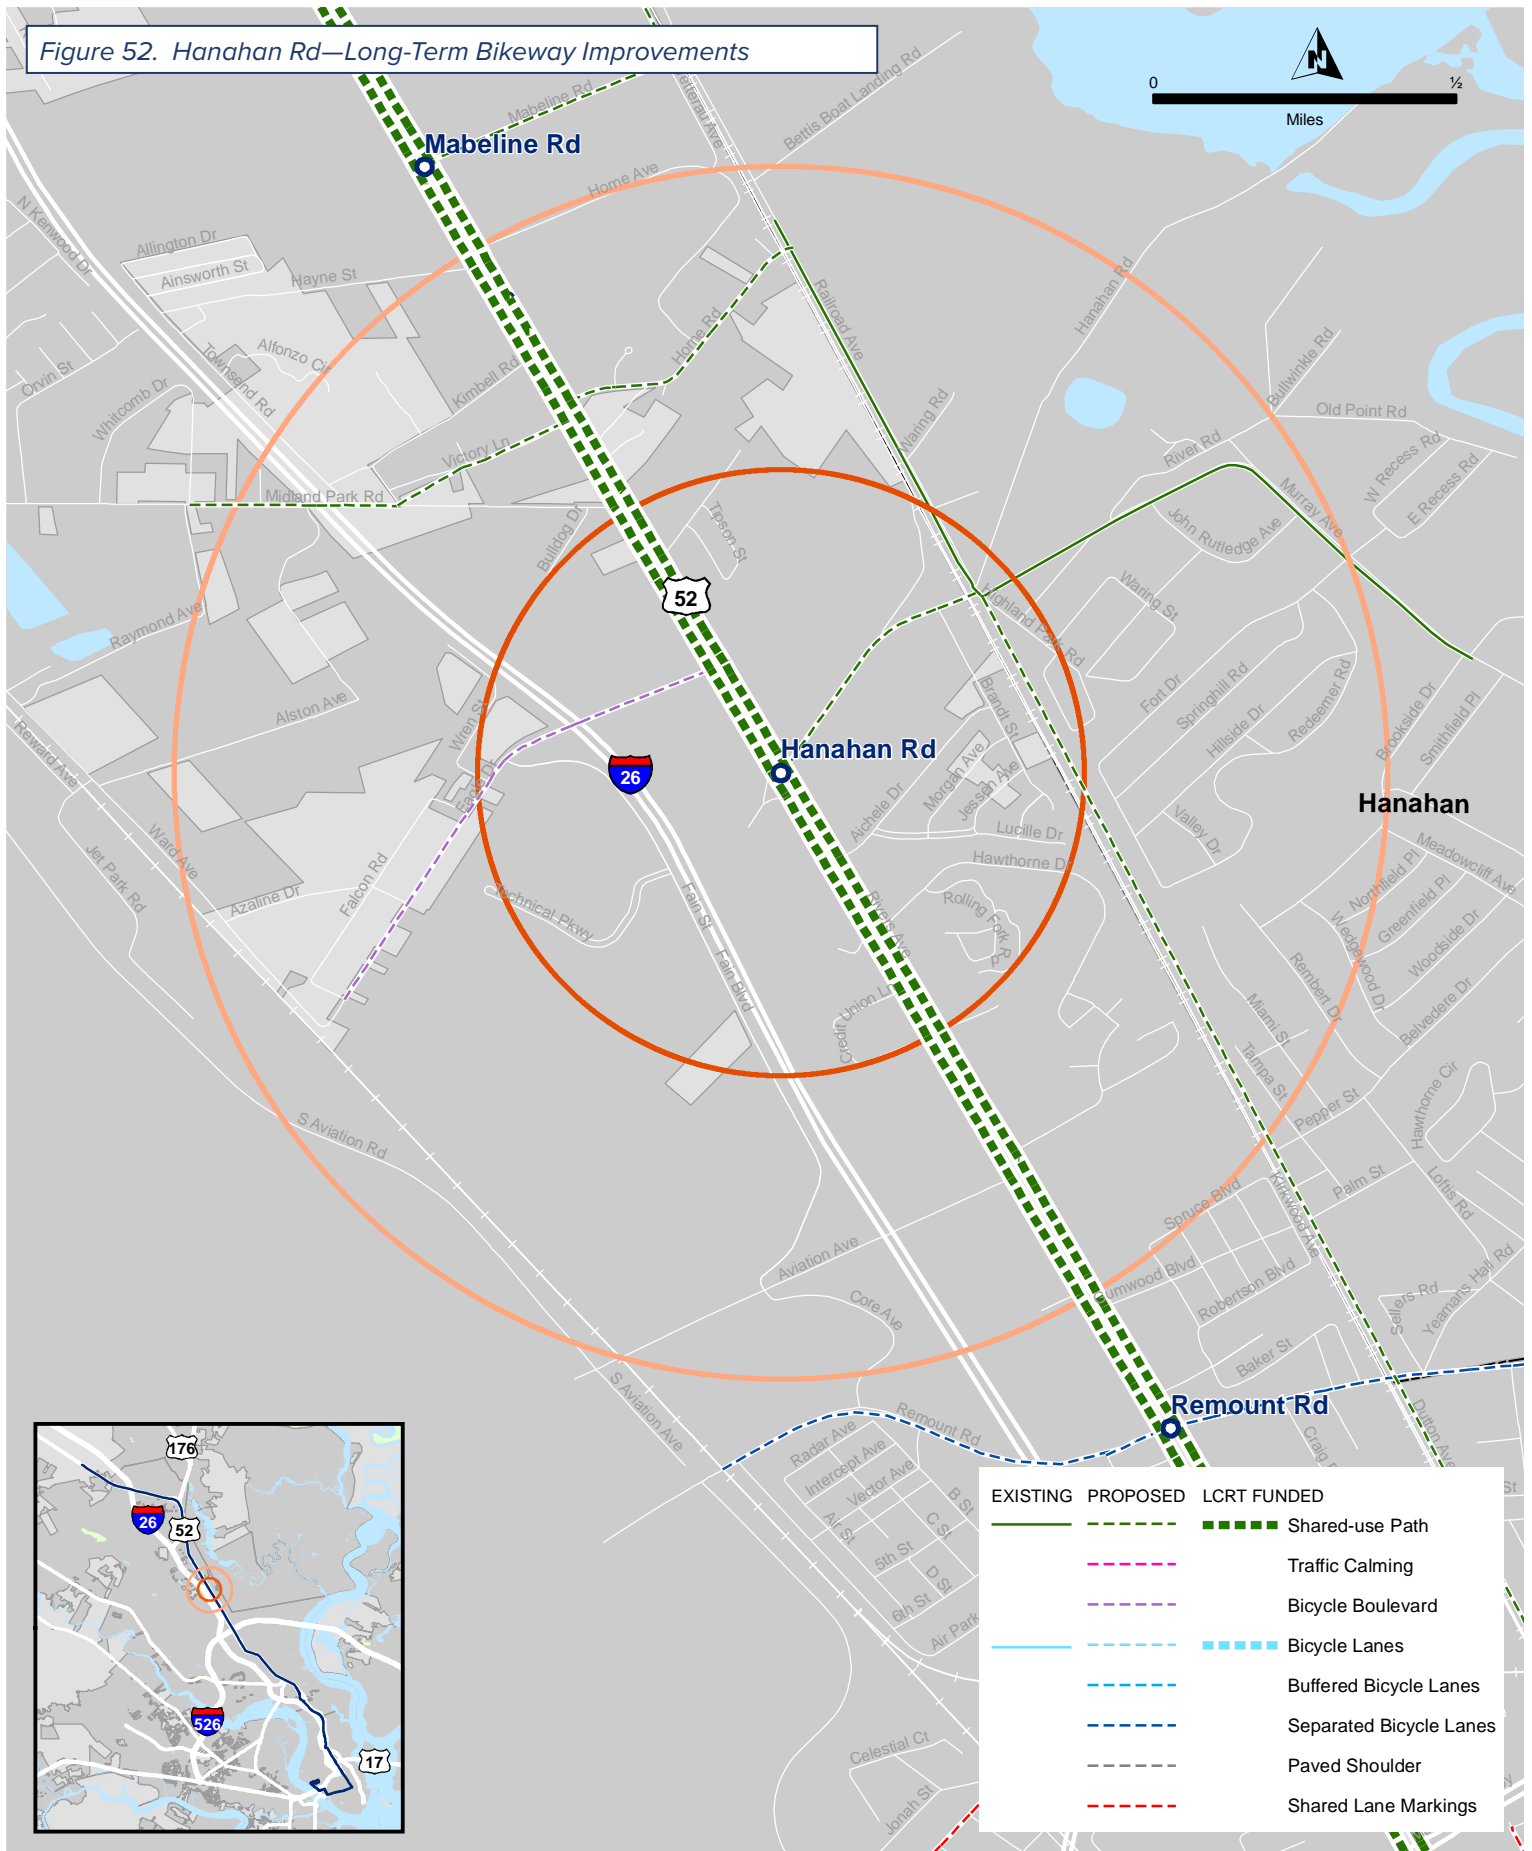 Figure 52. Hanahan Rd—Long-Term Bikeway Improvements
0 ½
Miles
N
Mabeline Rd
Mabeline Rd
Bettis Boat Landing Rd
Horne Ave
N Kenwood Dr
Allington Dr
Ainsworth St
Hayne St
Railroad Ave
Hanahan Rd
Orvin St
Whitcomb Dr
Townsend Rd
Alfonzo Cir
Kimbell Rd
Horne Rd
Bullwinkle Rd
Old Point Rd
Waring Rd
Victory Ln
River Rd
W Recess Rd
E Recess Rd
Midland Park Rd
Murray Ave
John Rutledge Ave
Bulldog Dr
Tipson St
52
Highland Park Rd
Waring St
Raymond Ave
Alston Ave
Wren St
Brandt St
Fort Dr
Springhill Rd
Hillside Dr
Redeemer Rd
Brookside Dr
Smithfield Pl
Reward Ave
Hanahan Rd
26
Eagle Dr
Morgan Ave
Jessen Ave
Aichele Dr
Lucille Dr
Hawthorne Dr
Valley Dr
Hanahan
Meadowcliff Ave
Ward Ave
Jet Park Rd
Azaline Dr
Falcon Rd
Technical Pkwy
Fain St
Fain Blvd
Rivers Ave
Rolling Fork Rd
Credit Union Ln
Northfield Pl
Greenfield Pl
Woodside Dr
Wedgewood Dr
Rembert Dr
Belvedere Dr
Miami St
Tampa St
Pepper St
Hawthorne Cir
S Aviation Rd
Palm St
Loftis Rd
Kirkwood Ave
Spruce Blvd
Aviation Ave
Gumwood Blvd
Robertson Blvd
Sellers Rd
Yeamans Hall Rd
Core Ave
Baker St
S Aviation Ave
Remount Rd
Remount Rd
Dutton Ave
Radar Ave
Intercept Ave
Vector Ave
Air St
B St
C St
5th St
D St
6th St
Air Park
St
Celestial Ct
Jonah St
176
26
52
526
17
EXISTING PROPOSED LCRT FUNDED
Shared-use Path
Traffic Calming
Bicycle Boulevard
Bicycle Lanes
Buffered Bicycle Lanes
Separated Bicycle Lanes
Paved Shoulder
Shared Lane Markings